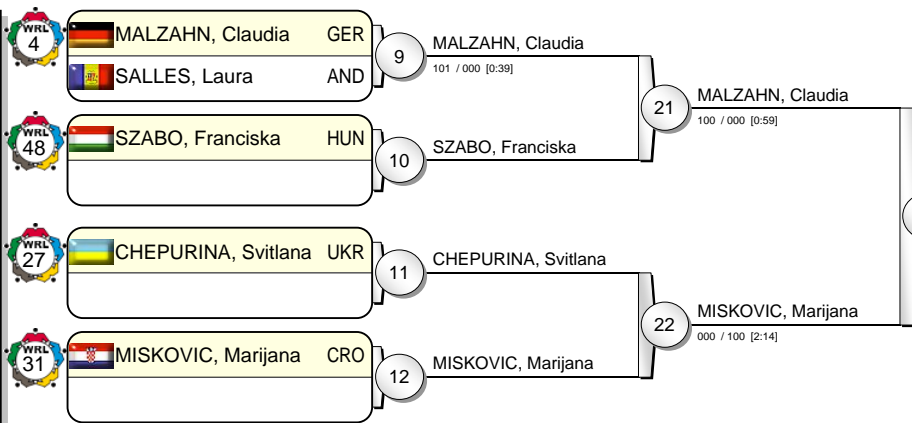 WRL
4
MALZAHN, Claudia GER
SALLES, Laura AND
9
MALZAHN, Claudia
101 / 000 [0:39]
WRL
48
SZABO, Franciska HUN
10
SZABO, Franciska
21
MALZAHN, Claudia
100 / 000 [0:59]
WRL
27
CHEPURINA, Svitlana UKR
11
CHEPURINA, Svitlana
WRL
31
MISKOVIC, Marijana CRO
12
MISKOVIC, Marijana
22
MISKOVIC, Marijana
000 / 100 [2:14]